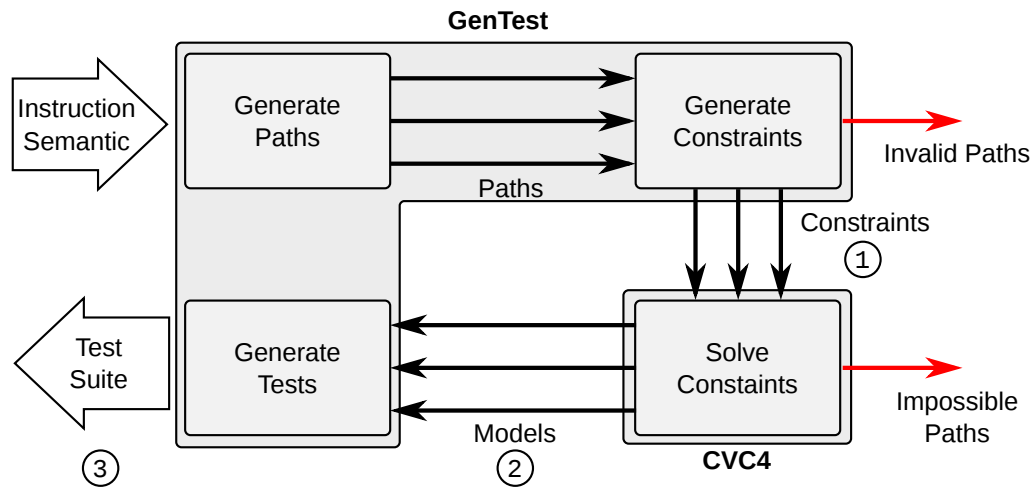 GenTest
Instruction
Semantic
Generate
Paths
Paths
Generate
Constraints
Invalid Paths
Constraints
1
Solve
Constaints
Impossible
Paths
CVC4
Models
2
Generate
Tests
Test
Suite
3